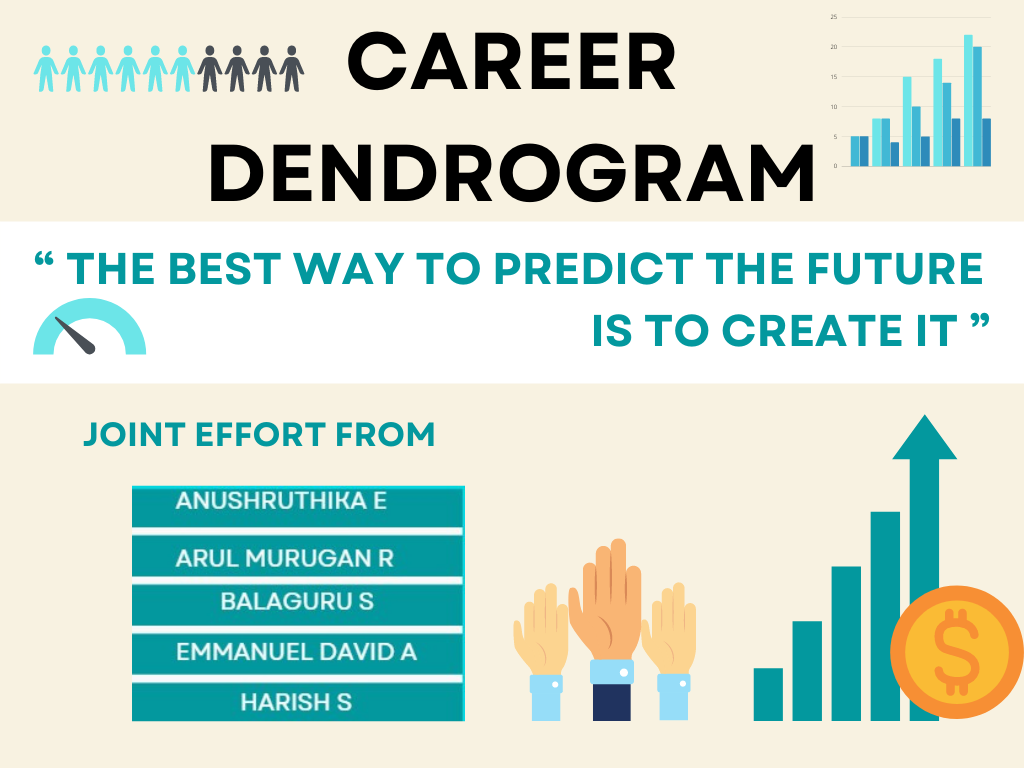 CAREER
DENDROGRAM
25
20
15
10
5
0
“ THE BEST WAY TO PREDICT THE FUTURE
IS TO CREATE IT ”
JOINT EFFORT FROM
ANUSHRUTHIKA E
ARUL MURUGAN R
BALAGURU S
EMMANUEL DAVID A
HARISH S
$